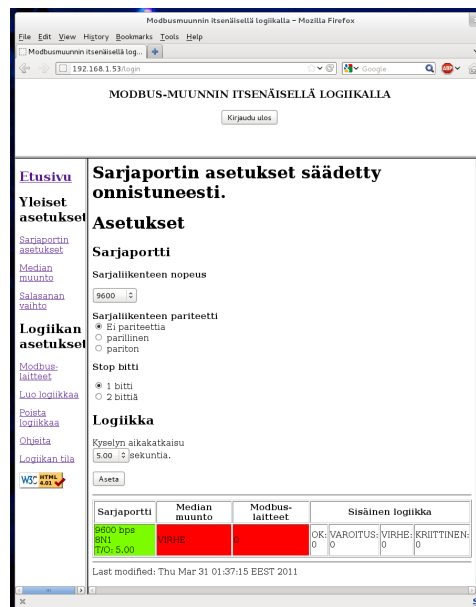 Modbusmuunnin itsenäisellä logiikalla - Mozilla Firefox
File Edit View History Bookmarks Tools Help
Modbusmuunnin itsenäisellä log...
192.168.1.53/login
Google
ABP
MODBUS-MUUNNIN ITSENÄISELLÄ LOGIIKALLA
Kirjaudu ulos
Etusivu
Yleiset
asetukset
Sarjaportin
asetukset
Median
muunto
Salasanan
vaihto
Logiikan
asetukset
Modbus-
laitteet
Luo logiikkaa
Poista
logiikkaa
Ohjeita
Logiikan tila
W3C HTML
4.01
Sarjaportin asetukset säädetty
onnistuneesti.
Asetukset
Sarjaportti
Sarjaliikenteen nopeus
9600
Sarjaliikenteen pariteetti
Ei pariteettia
parillinen
pariton
Stop bitti
1 bitti
2 bittiä
Logiikka
Kyselyn aikakatkaisu
5.00 sekuntia.
Aseta
Sarjaportti Median muunto Modbus-laitteet Sisäinen logiikka
9600 bps
8N1
T/O: 5.00
VIRHE
0
OK: 0 VAROITUS: 0 VIRHE: 0 KRIITTINEN: 0
Last modified: Thu Mar 31 01:37:15 EEST 2011